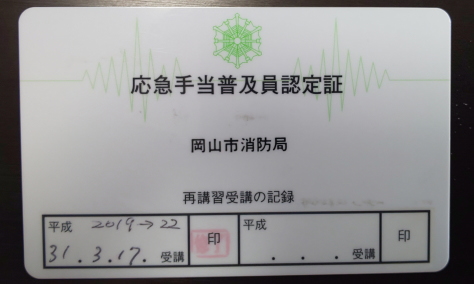 応急手当普及員認定証
岡山市消防局
再講習受講の記録
平成 2019→22
31.3.17. 受講
印
平成
. . . 受講
印